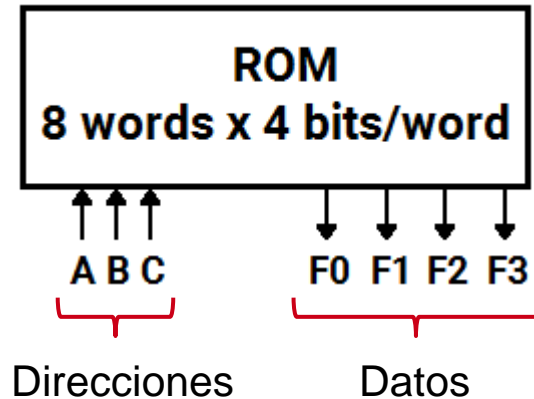 ROM
8 words x 4 bits/word
A B C F0 F1 F2 F3
Direcciones Datos